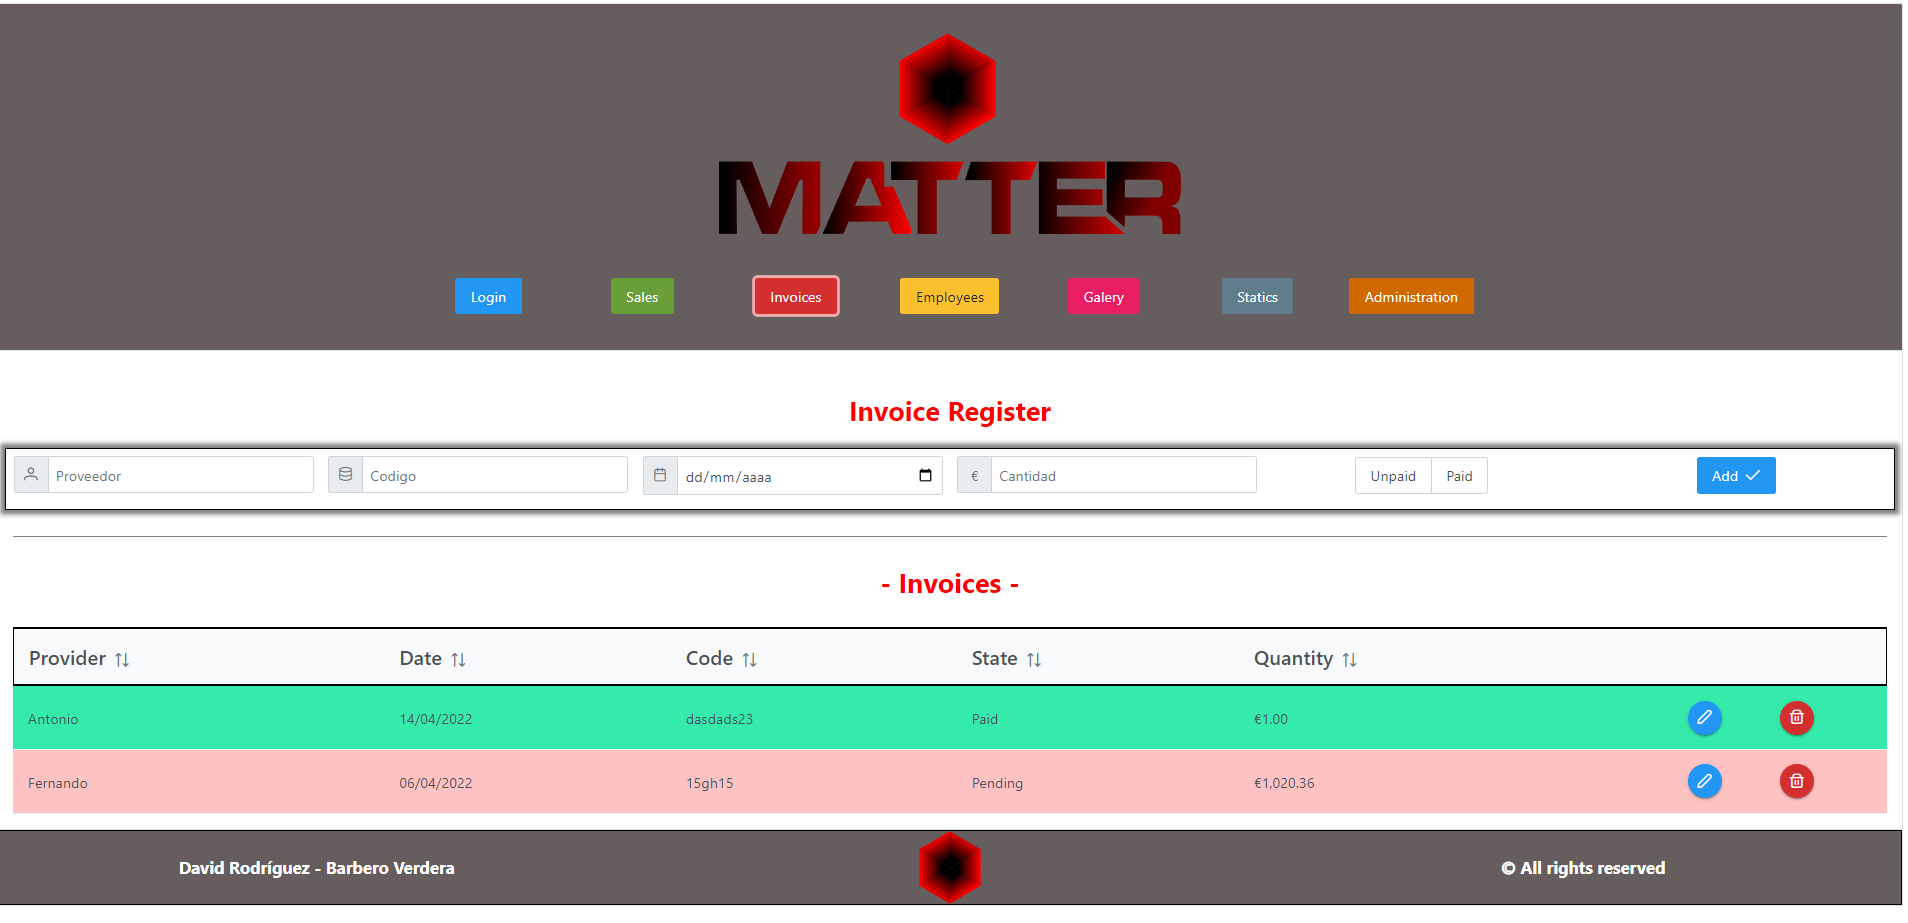 MATTER
Login Sales Invoices Employees Galery Statics Administration
Invoice Register
Proveedor Codigo dd/mm/aaaa € Cantidad Unpaid Paid Add
- Invoices -
Provider Date Code State Quantity
Antonio 14/04/2022 dasdads23 Paid €1.00
Fernando 06/04/2022 15gh15 Pending €1,020.36
David Rodríguez - Barbero Verdera © All rights reserved